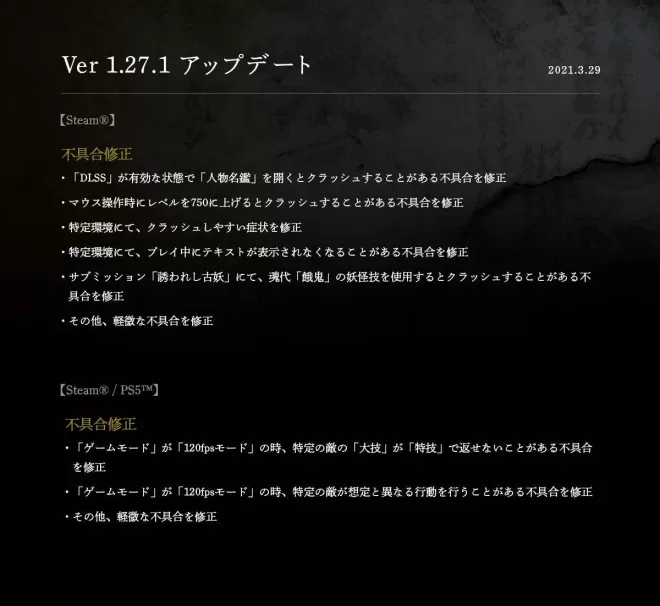 Ver 1.27.1 アップデート
2021.3.29
【Steam®】
不具合修正
・「DLSS」が有効な状態で「人物名鑑」を開くとクラッシュすることがある不具合を修正
・マウス操作時にレベルを750に上げるとクラッシュすることがある不具合を修正
・特定環境にて、クラッシュしやすい症状を修正
・特定環境にて、プレイ中にテキストが表示されなくなることがある不具合を修正
・サブミッション「誘われし古妖」にて、魂代「餓鬼」の妖怪技を使用するとクラッシュすることがある不
具合を修正
・その他、軽微な不具合を修正
【Steam® / PS5™】
不具合修正
・「ゲームモード」が「120fpsモード」の時、特定の敵の「大技」が「特技」で返せないことがある不具合
を修正
・「ゲームモード」が「120fpsモード」の時、特定の敵が想定と異なる行動を行うことがある不具合を修正
・その他、軽微な不具合を修正